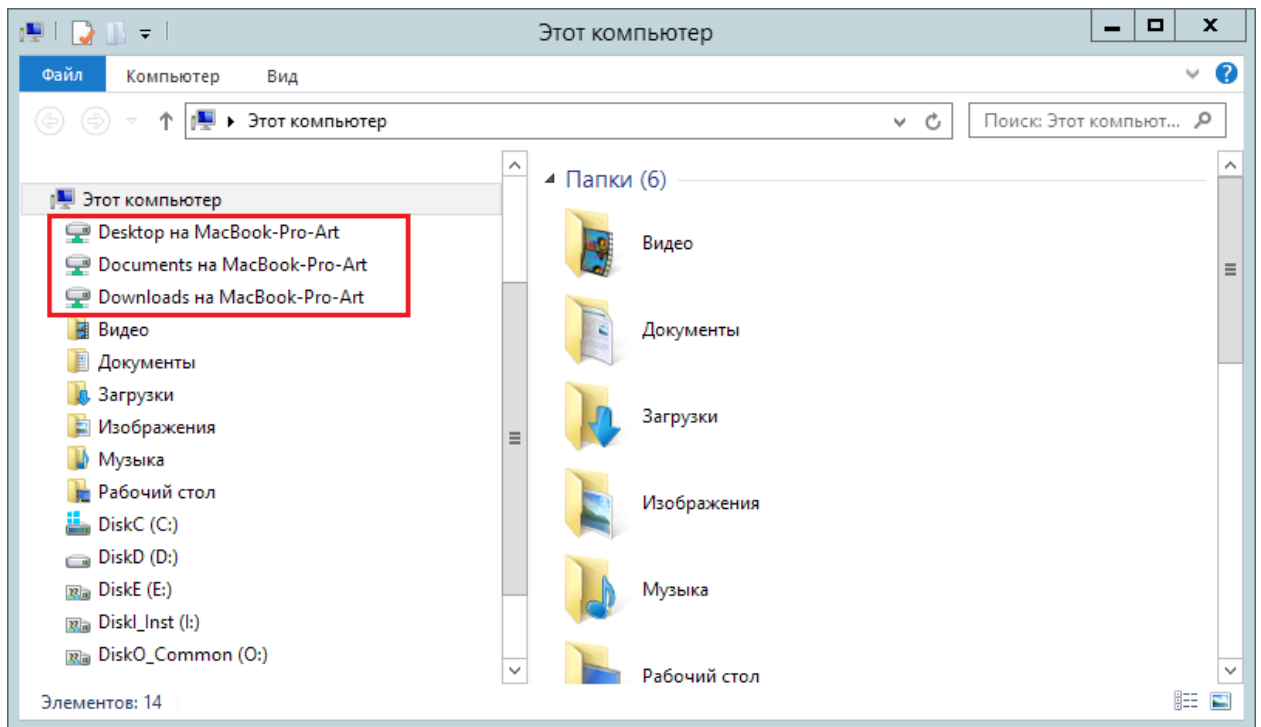 Этот компьютер
Файл Компьютер Вид
Этот компьютер
Поиск: Этот компьют...
Этот компьютер
Desktop на MacBook-Pro-Art
Documents на MacBook-Pro-Art
Downloads на MacBook-Pro-Art
Видео
Документы
Загрузки
Изображения
Музыка
Рабочий стол
DiskC (C:)
DiskD (D:)
DiskE (E:)
DiskI_Inst (I:)
DiskO_Common (O:)
Папки (6)
Видео
Документы
Загрузки
Изображения
Музыка
Рабочий стол
Элементов: 14